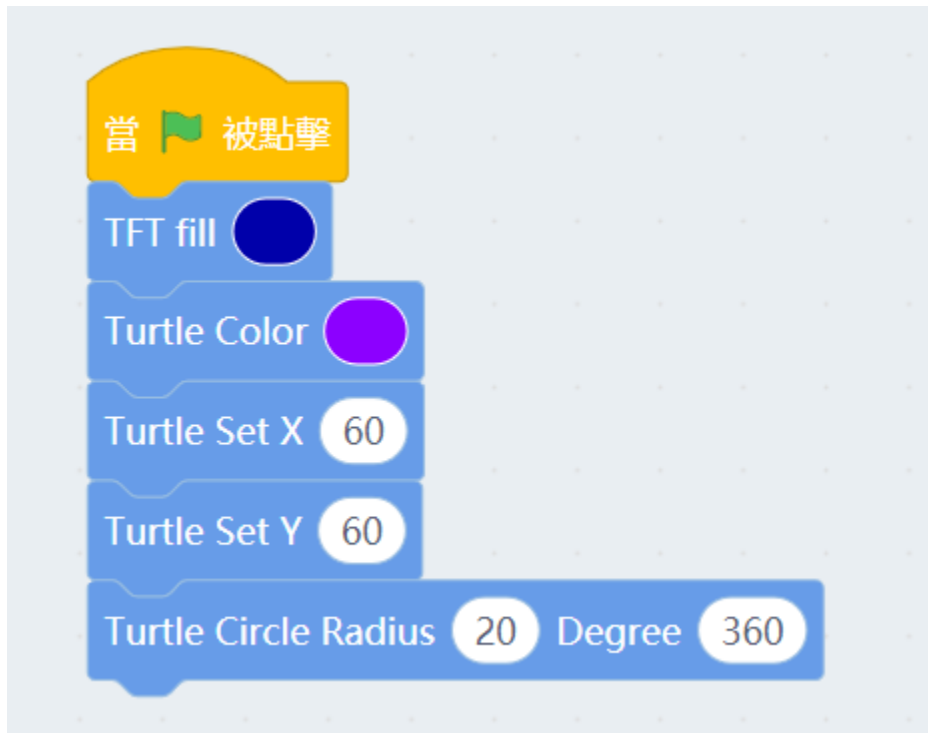 當 被點擊
TFT fill
Turtle Color
Turtle Set X 60
Turtle Set Y 60
Turtle Circle Radius 20 Degree 360